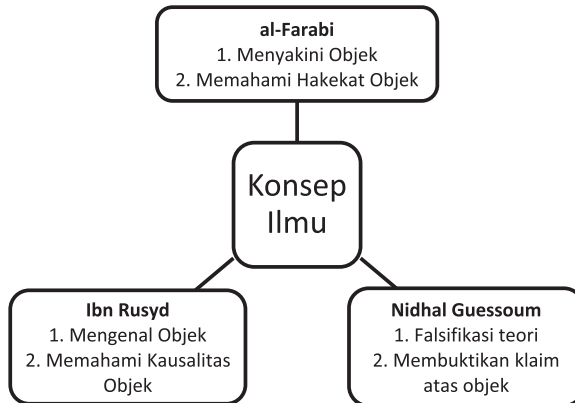 al-Farabi
1. Menyakini Objek
2. Memahami Hakekat Objek
Konsep
Ilmu
Ibn Rusyd
1. Mengenal Objek
2. Memahami Kausalitas
Objek
Nidhal Guessoum
1. Falsifikasi teori
2. Membuktikan klaim
atas objek